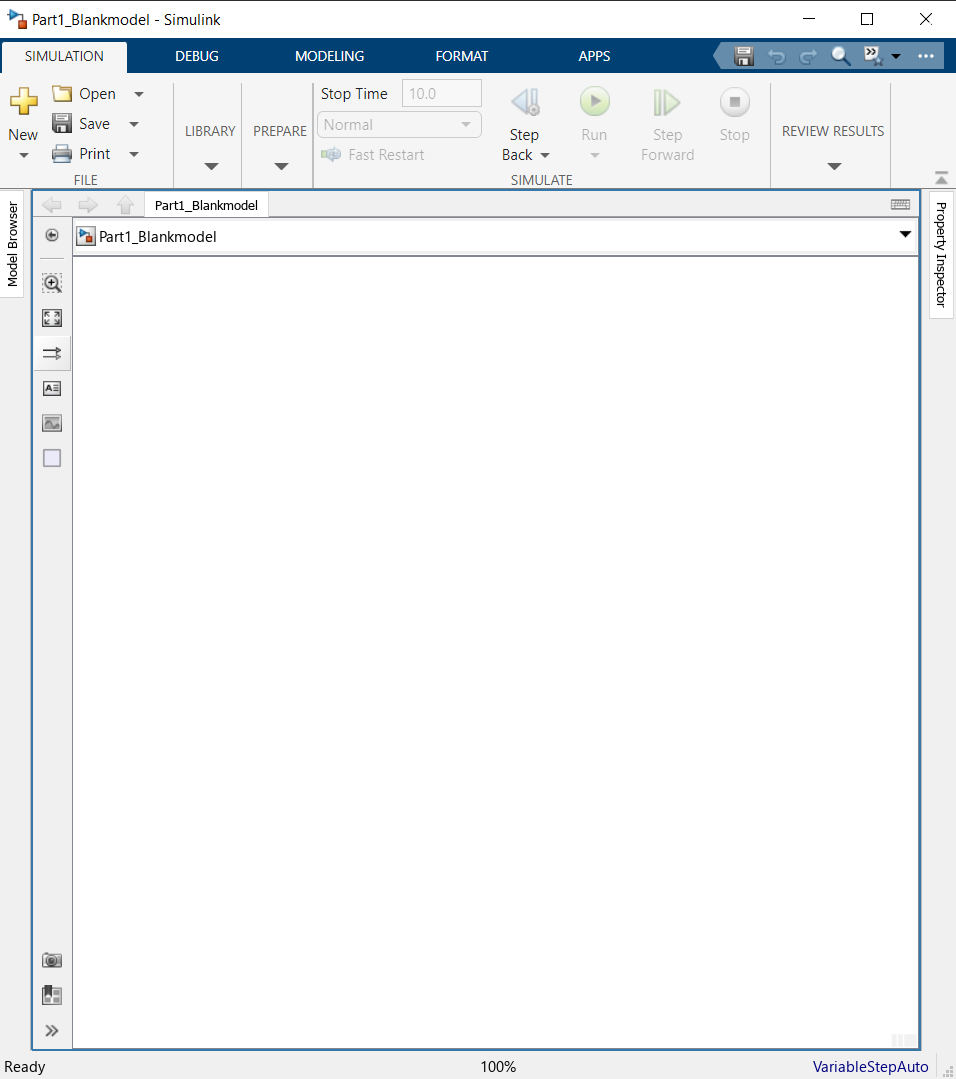 Part1_Blankmodel - Simulink
SIMULATION DEBUG MODELING FORMAT APPS
New
Open
Save
Print
FILE
LIBRARY
PREPARE
Stop Time 10.0
Normal
Fast Restart
Step
Back
Run
Step
Forward
Stop
SIMULATE
REVIEW RESULTS
Model Browser
Part1_Blankmodel
Part1_Blankmodel
Property Inspector
Ready 100% VariableStepAuto